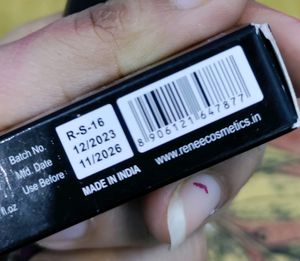 Batch No. R-S-16
Mfd. Date 12/2023
Use Before: 11/2026
fl.oz
MADE IN INDIA
8 906121 647877
www.reneecosmetics.in